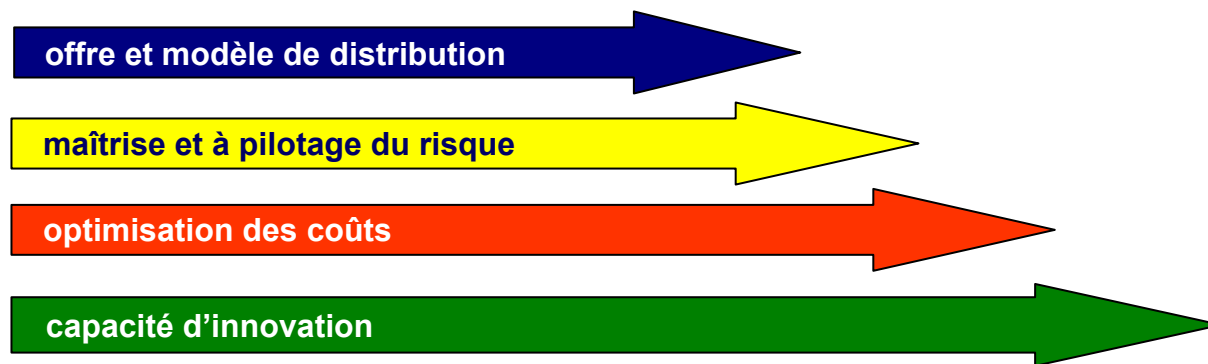 offre et modèle de distribution
maîtrise et à pilotage du risque
optimisation des coûts
capacité d’innovation